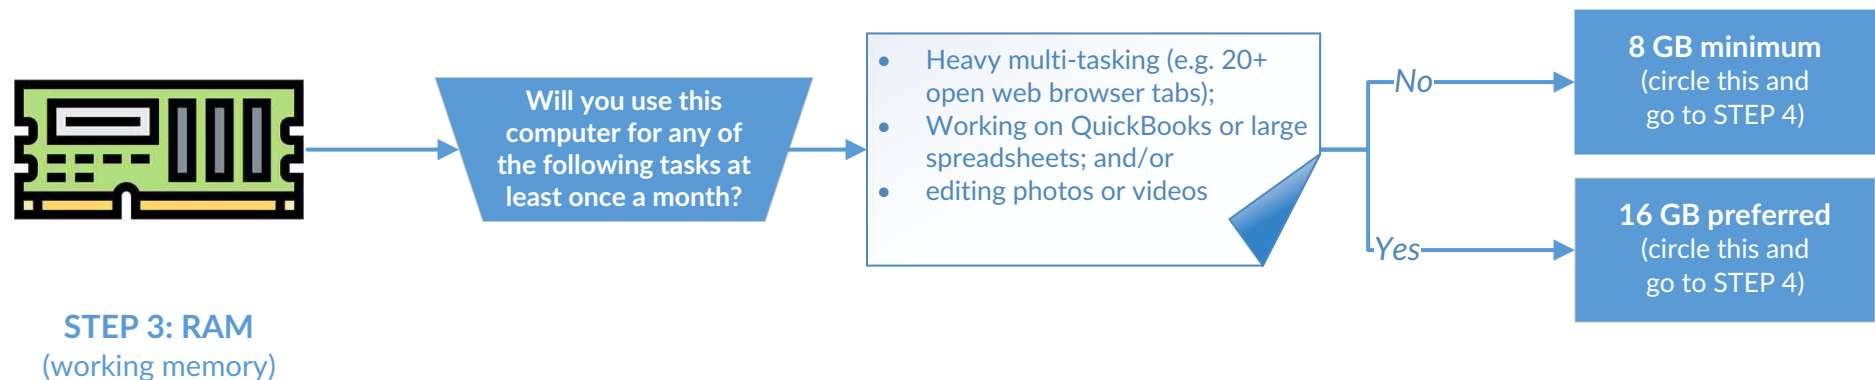 STEP 3: RAM
(working memory)
Will you use this
computer for any of
the following tasks at
least once a month?
• Heavy multi-tasking (e.g. 20+
open web browser tabs);
• Working on QuickBooks or large
spreadsheets; and/or
• editing photos or videos
No
8 GB minimum
(circle this and
go to STEP 4)
Yes
16 GB preferred
(circle this and
go to STEP 4)